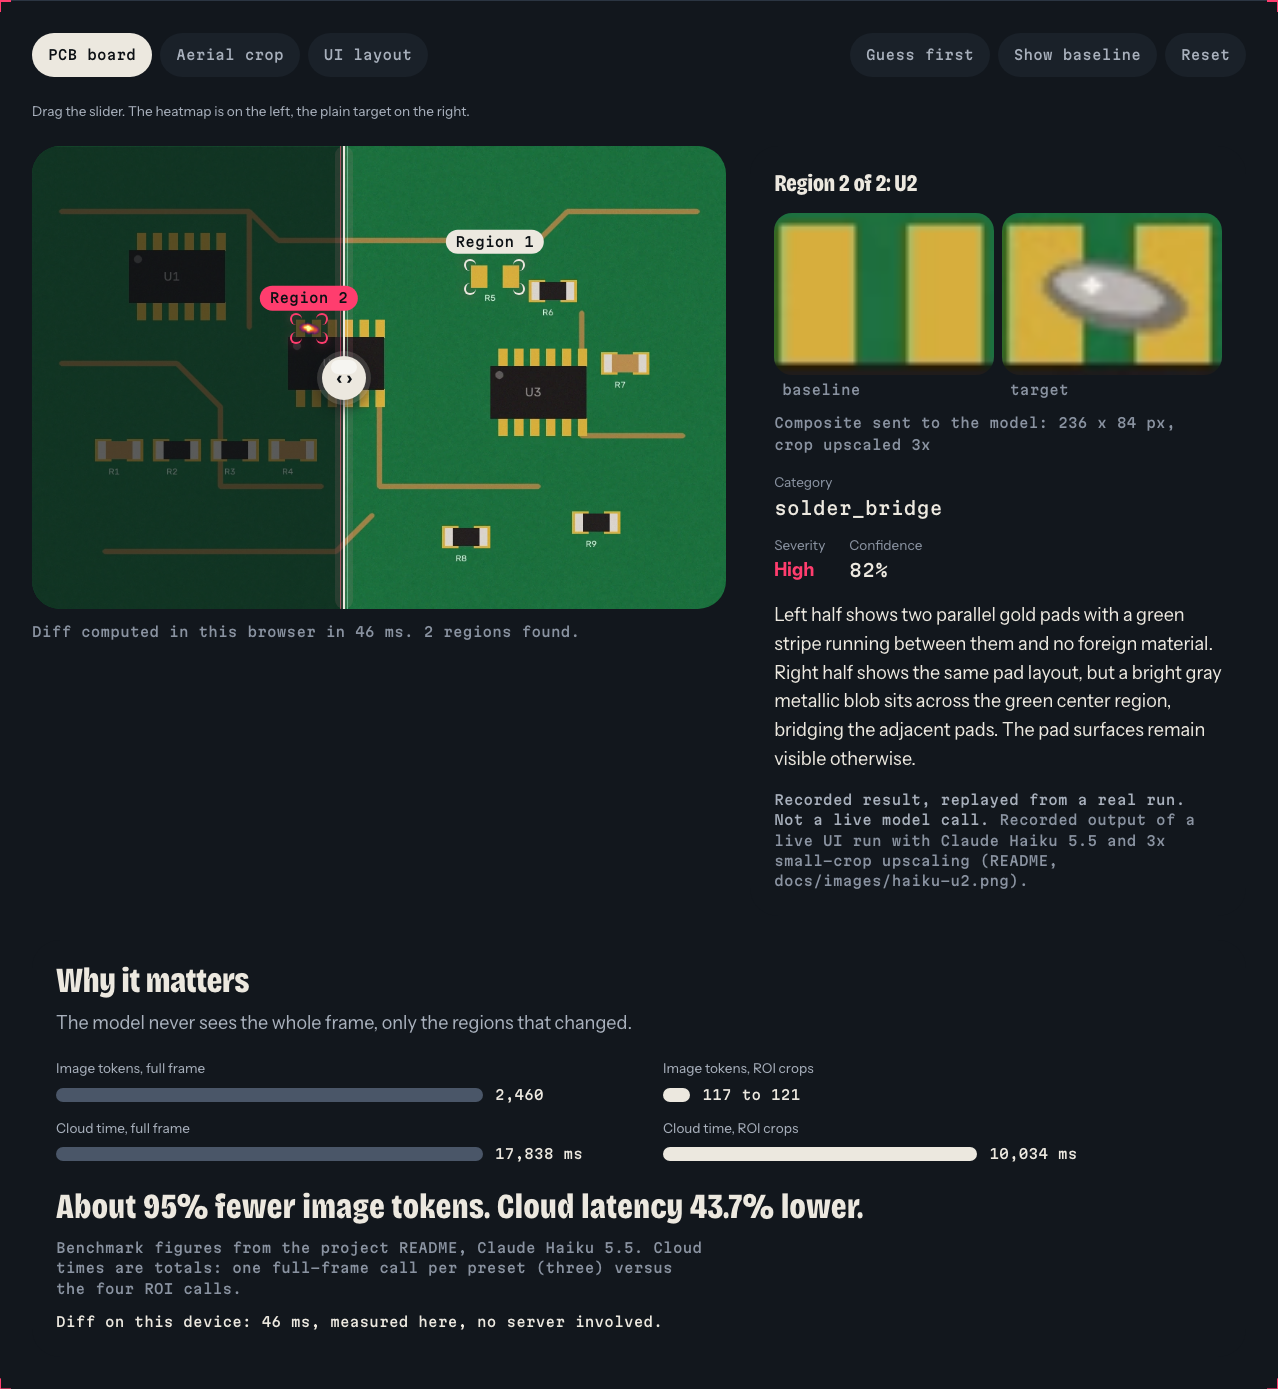 PCB board
Aerial crop
UI layout
Guess first
Show baseline
Reset
Drag the slider. The heatmap is on the left, the plain target on the right.
U1
Region 1
R5
R6
Region 2
U3
R7
R1
R2
R3
R4
R8
R9
Diff computed in this browser in 46 ms. 2 regions found.
Region 2 of 2: U2
baseline
target
Composite sent to the model: 236 x 84 px,
crop upscaled 3x
Category
solder_bridge
Severity
Confidence
High
82%
Left half shows two parallel gold pads with a green
stripe running between them and no foreign material.
Right half shows the same pad layout, but a bright gray
metallic blob sits across the green center region,
bridging the adjacent pads. The pad surfaces remain
visible otherwise.
Recorded result, replayed from a real run.
Not a live model call. Recorded output of a
live UI run with Claude Haiku 5.5 and 3x
small-crop upscaling (README,
docs/images/haiku-u2.png).
Why it matters
The model never sees the whole frame, only the regions that changed.
Image tokens, full frame
2,460
Image tokens, ROI crops
117 to 121
Cloud time, full frame
17,838 ms
Cloud time, ROI crops
10,034 ms
About 95% fewer image tokens. Cloud latency 43.7% lower.
Benchmark figures from the project README, Claude Haiku 5.5. Cloud
times are totals: one full-frame call per preset (three) versus
the four ROI calls.
Diff on this device: 46 ms, measured here, no server involved.